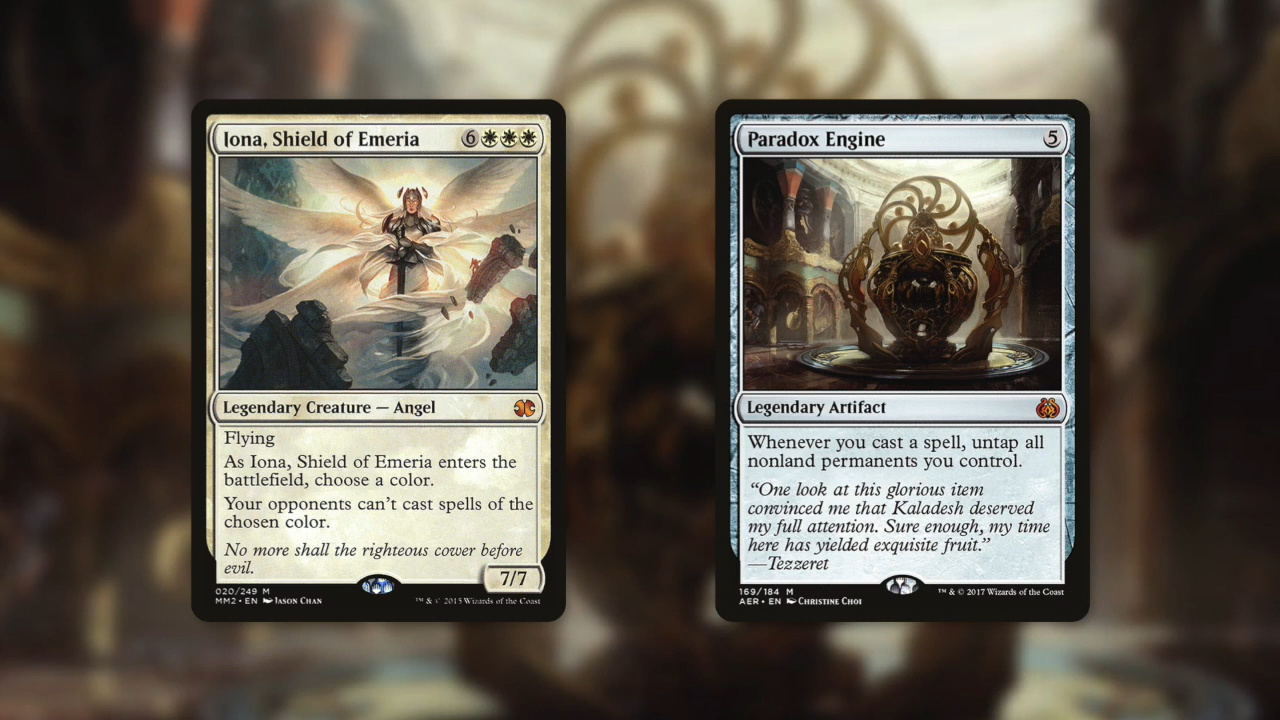 Iona, Shield of Emeria 6
Flying
Legendary Creature — Angel
As Iona, Shield of Emeria enters the
battlefield, choose a color.
Your opponents can't cast spells of the
chosen color.
No more shall the righteous cower before
evil.
7/7
020/249 M
MM2 • EN JASON CHAN
™ & © 2015 Wizards of the Coast
Paradox Engine 5
Legendary Artifact
Whenever you cast a spell, untap all
nonland permanents you control.
“One look at this glorious item
convinced me that Kaladesh deserved
my full attention. Sure enough, my time
here has yielded exquisite fruit.”
—Tezzeret
169/184 M
AER • EN CHRISTINE CHOI
™ & © 2017 Wizards of the Coast